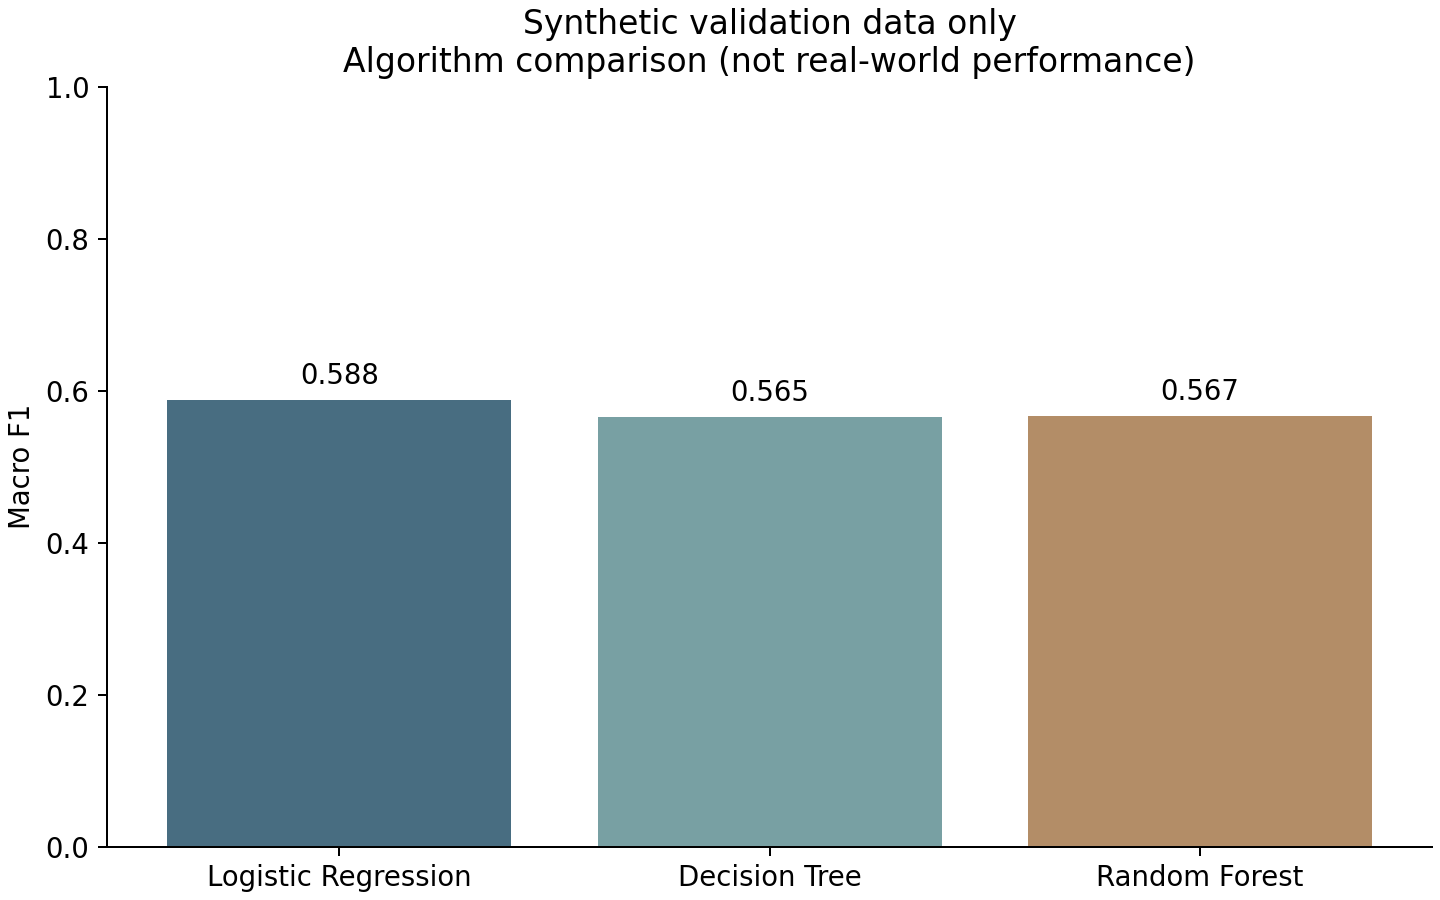 Synthetic validation data only
Algorithm comparison (not real-world performance)
1.0
0.8
0.6
0.4
0.2
0.0
Macro F1
0.588
0.565
0.567
Logistic Regression
Decision Tree
Random Forest